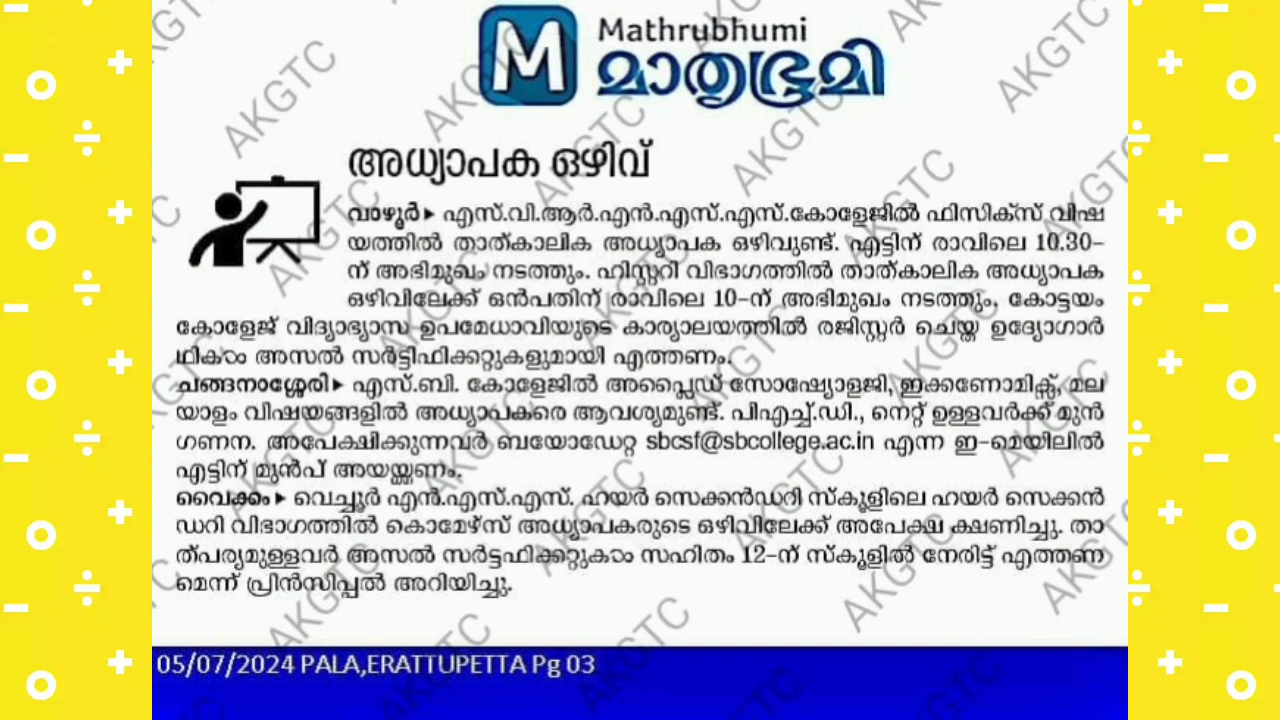 Mathrubhumi
മാതൃഭൂമി
അധ്യാപക ഒഴിവ്
വാഴൂർ ▸ എസ്.വി.ആർ.എൻ.എസ്.എസ്.കോളേജിൽ ഫിസിക്സ് വിഷ
യത്തിൽ താത്കാലിക അധ്യാപക ഒഴിവുണ്ട്. എട്ടിന് രാവിലെ 10.30-
ന് അഭിമുഖം നടത്തും. ഹിസ്റ്ററി വിഭാഗത്തിൽ താത്കാലിക അധ്യാപക
ഒഴിവിലേക്ക് ഒൻപതിന് രാവിലെ 10-ന് അഭിമുഖം നടത്തും, കോട്ടയം
കോളേജ് വിദ്യാഭ്യാസ ഉപമേധാവിയുടെ കാര്യാലയത്തിൽ രജിസ്റ്റർ ചെയ്ത ഉദ്യോഗാർ
ഥികൾ അസൽ സർട്ടിഫിക്കറ്റുകളുമായി എത്തണം.
ചങ്ങനാശ്ശേരി ▸ എസ്.ബി. കോളേജിൽ അപ്ലൈഡ് സോഷ്യോളജി, ഇക്കണോമിക്സ്, മല
യാളം വിഷയങ്ങളിൽ അധ്യാപകരെ ആവശ്യമുണ്ട്. പിഎച്ച്.ഡി., നെറ്റ് ഉള്ളവർക്ക് മുൻ
ഗണന. അപേക്ഷിക്കുന്നവർ ബയോഡേറ്റ sbcsf@sbcollege.ac.in എന്ന ഇ-മെയിലിൽ
എട്ടിന് മുൻപ് അയയ്ക്കണം.
വൈക്കം ▸ വെച്ചൂർ എൻ.എസ്.എസ്. ഹയർ സെക്കൻഡറി സ്കൂളിലെ ഹയർ സെക്കൻ
ഡറി വിഭാഗത്തിൽ കൊമേഴ്സ് അധ്യാപകരുടെ ഒഴിവിലേക്ക് അപേക്ഷ ക്ഷണിച്ചു. താ
ത്പര്യമുള്ളവർ അസൽ സർട്ടഫിക്കറ്റുകൾ സഹിതം 12-ന് സ്കൂളിൽ നേരിട്ട് എത്തണ
മെന്ന് പ്രിൻസിപ്പൽ അറിയിച്ചു.
05/07/2024 PALA,ERATTUPETTA Pg 03
AKGTC